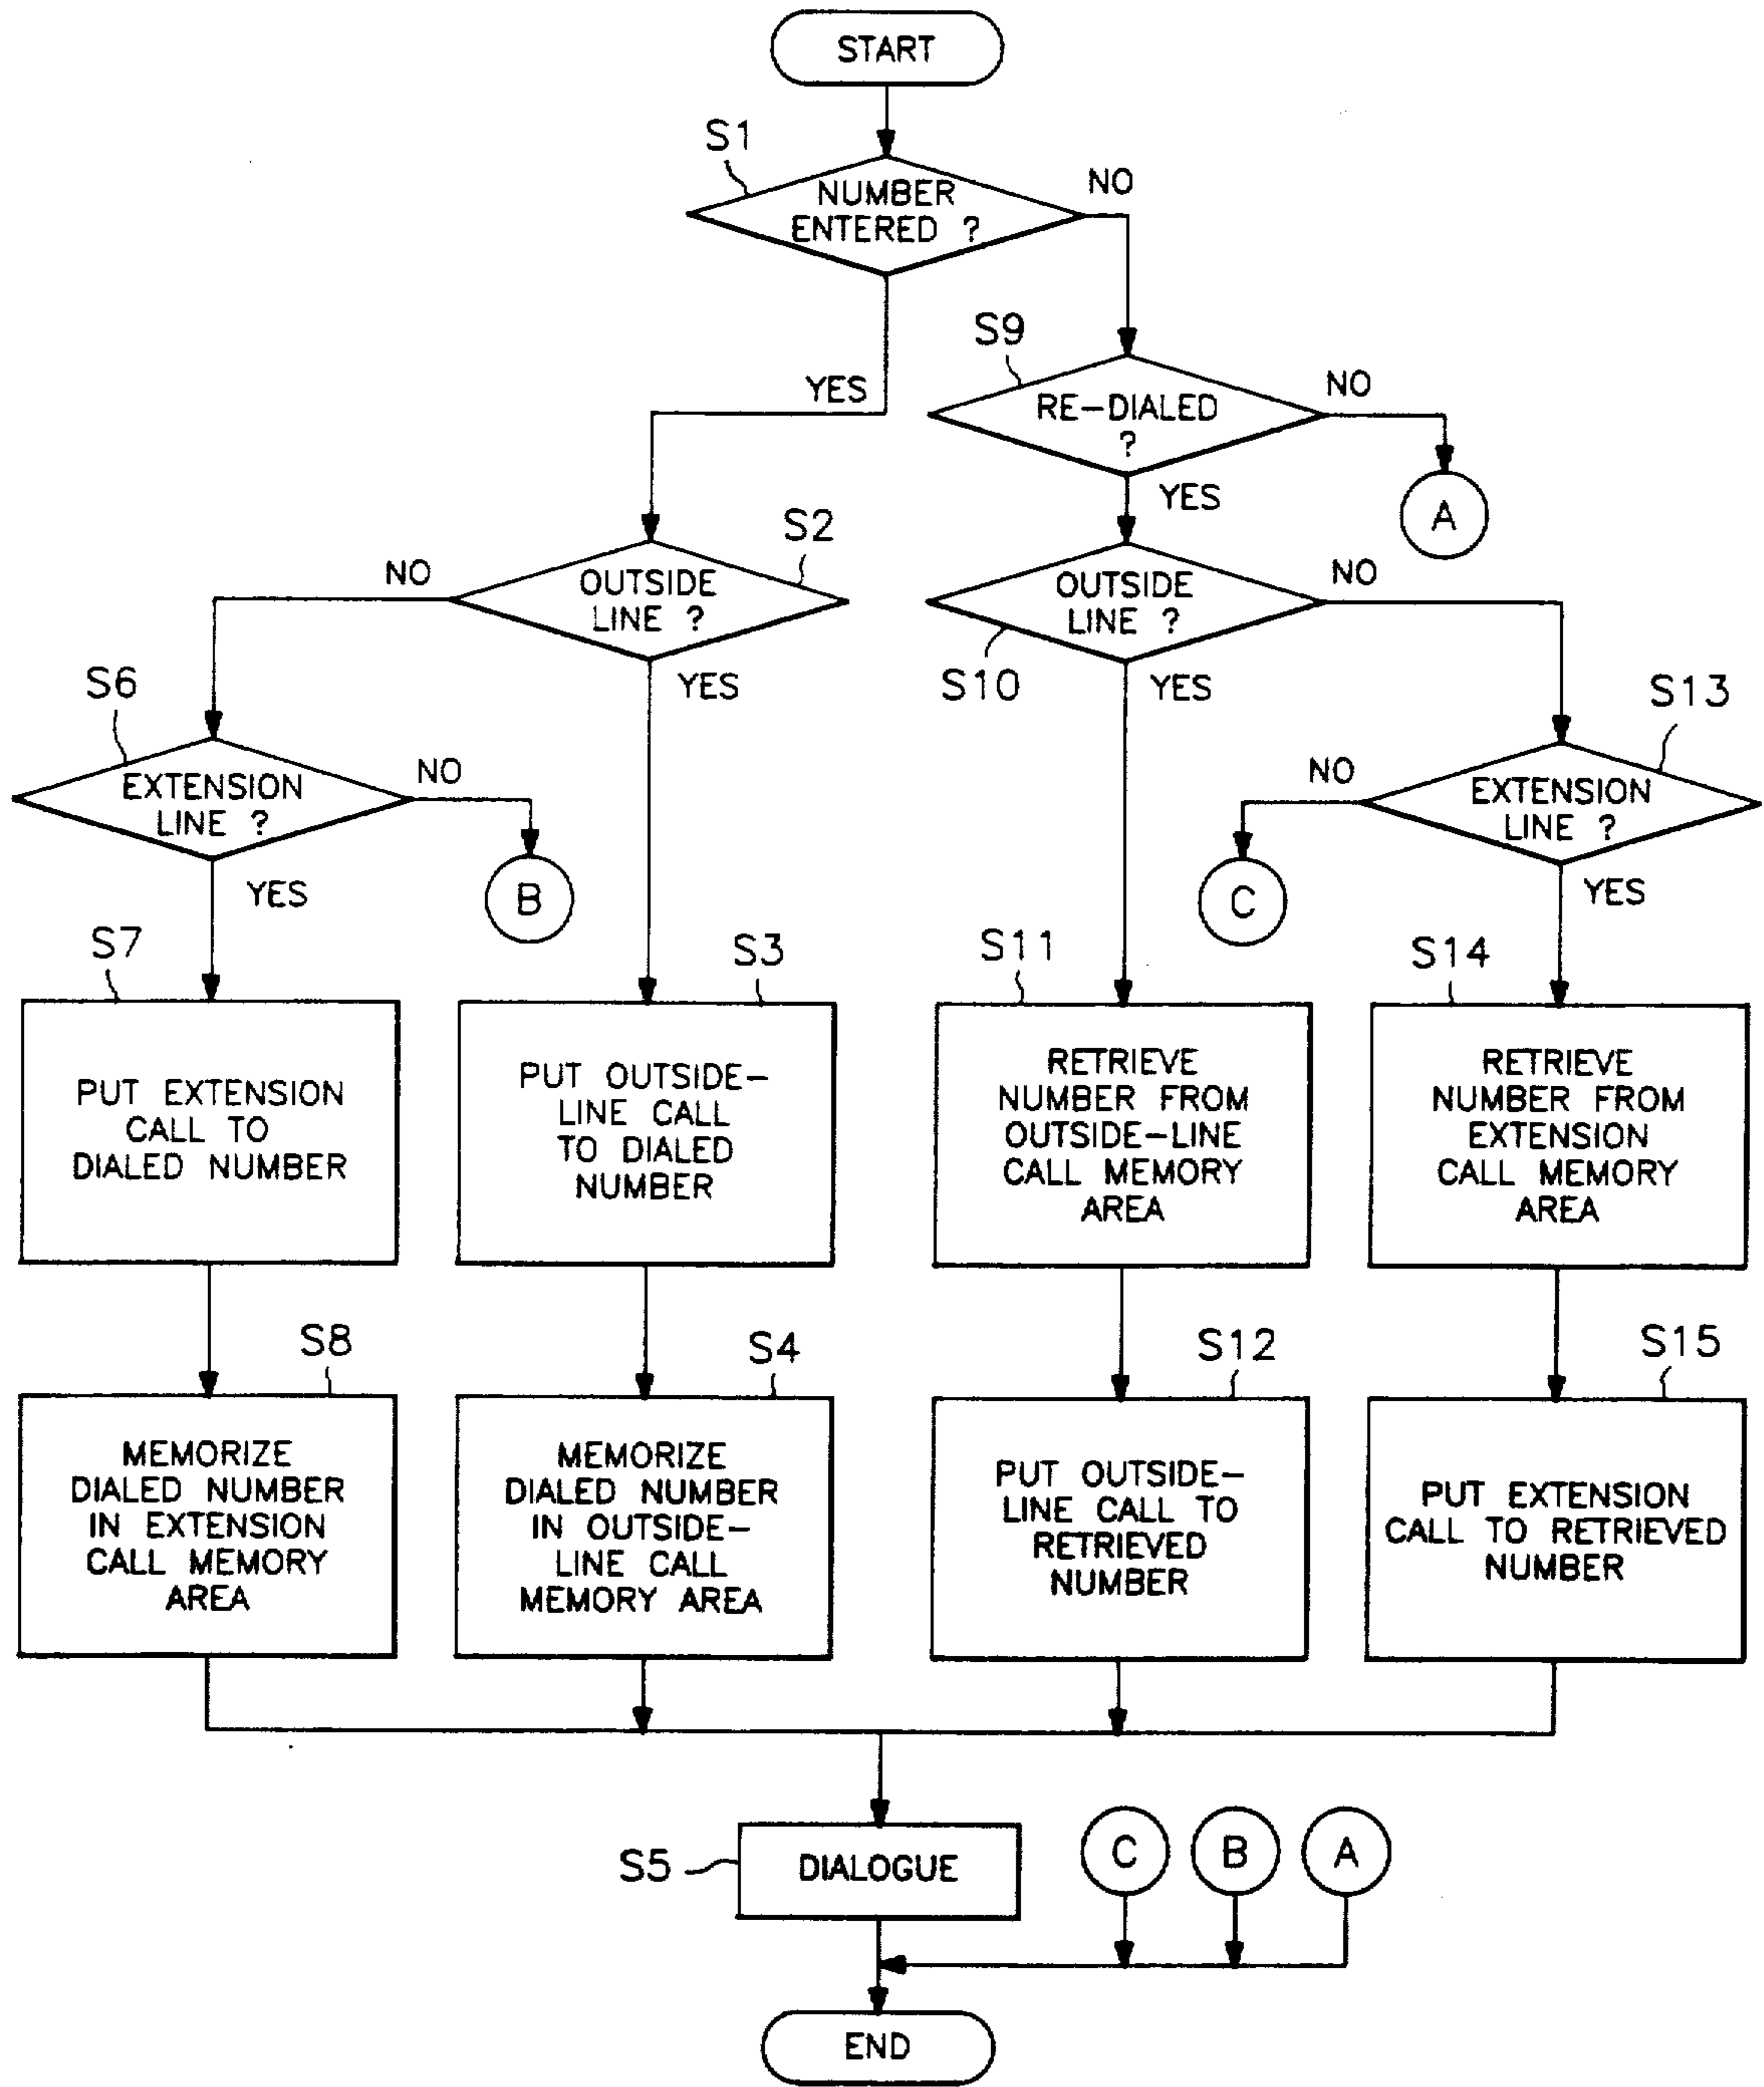 START
S1
NUMBER
ENTERED ?
NO
YES
S9
RE-DIALED
?
NO
A
YES
S2
OUTSIDE
LINE ?
NO
YES
OUTSIDE
LINE ?
NO
S10
YES
S6
EXTENSION
LINE ?
NO
B
YES
S13
EXTENSION
LINE ?
NO
C
YES
S7
PUT EXTENSION
CALL TO
DIALED NUMBER
S3
PUT OUTSIDE-
LINE CALL
TO DIALED
NUMBER
S11
RETRIEVE
NUMBER FROM
OUTSIDE-LINE
CALL MEMORY
AREA
S14
RETRIEVE
NUMBER FROM
EXTENSION
CALL MEMORY
AREA
S8
MEMORIZE
DIALED NUMBER
IN EXTENSION
CALL MEMORY
AREA
S4
MEMORIZE
DIALED NUMBER
IN OUTSIDE-
LINE CALL
MEMORY AREA
S12
PUT OUTSIDE-
LINE CALL TO
RETRIEVED
NUMBER
S15
PUT EXTENSION
CALL TO RETRIEVED
NUMBER
S5
DIALOGUE
C
B
A
END